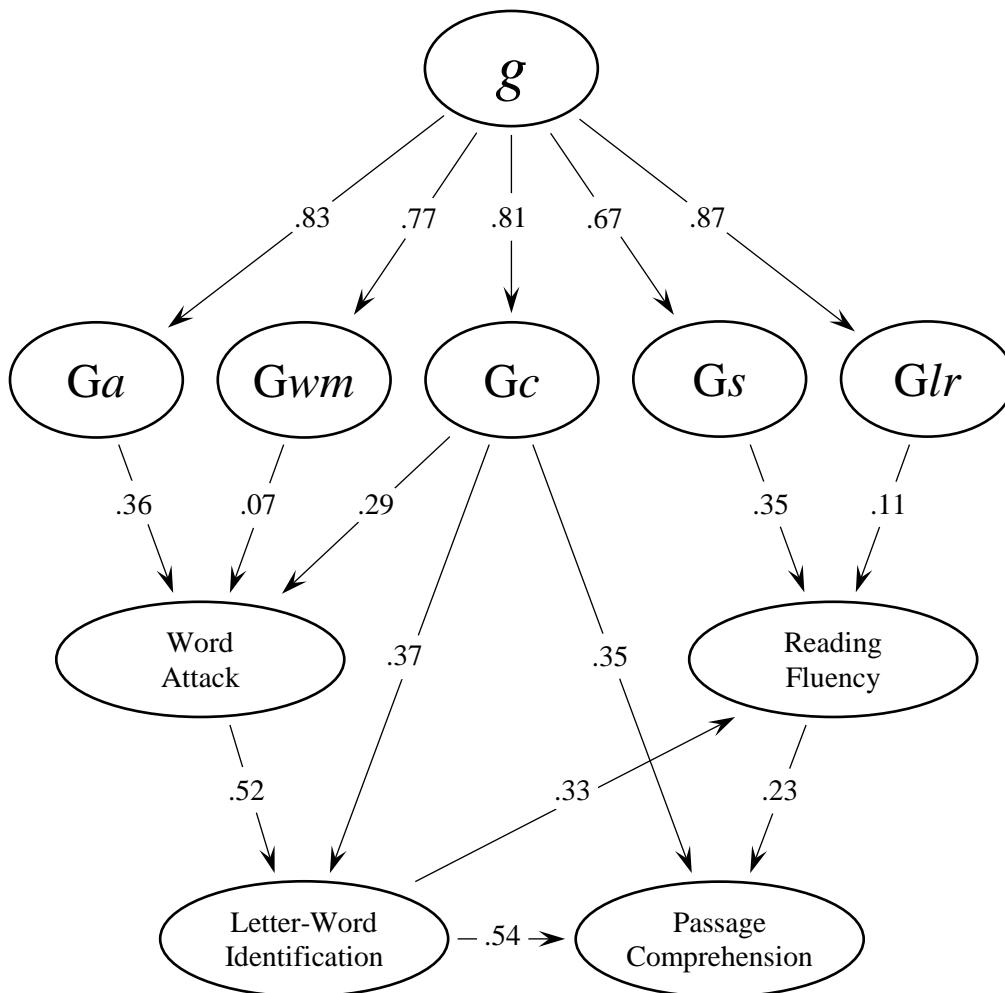 g
.83
.77
.81
.67
.87
Ga
Gwm
Gc
Gs
Glr
.36
.07
.29
.35
.11
Word
Attack
.37
.35
Reading
Fluency
.52
.33
.23
Letter-Word
Identification
.54
Passage
Comprehension